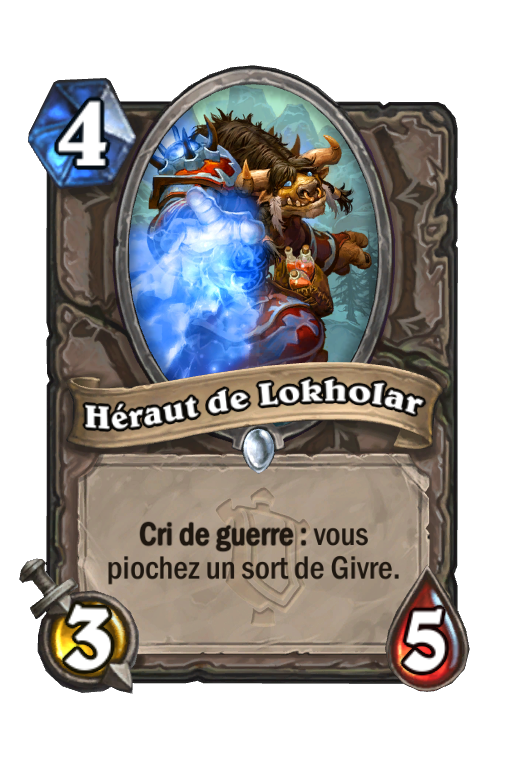 4
Héraut de Lokholar
Cri de guerre : vous
piochez un sort de Givre.
3
5